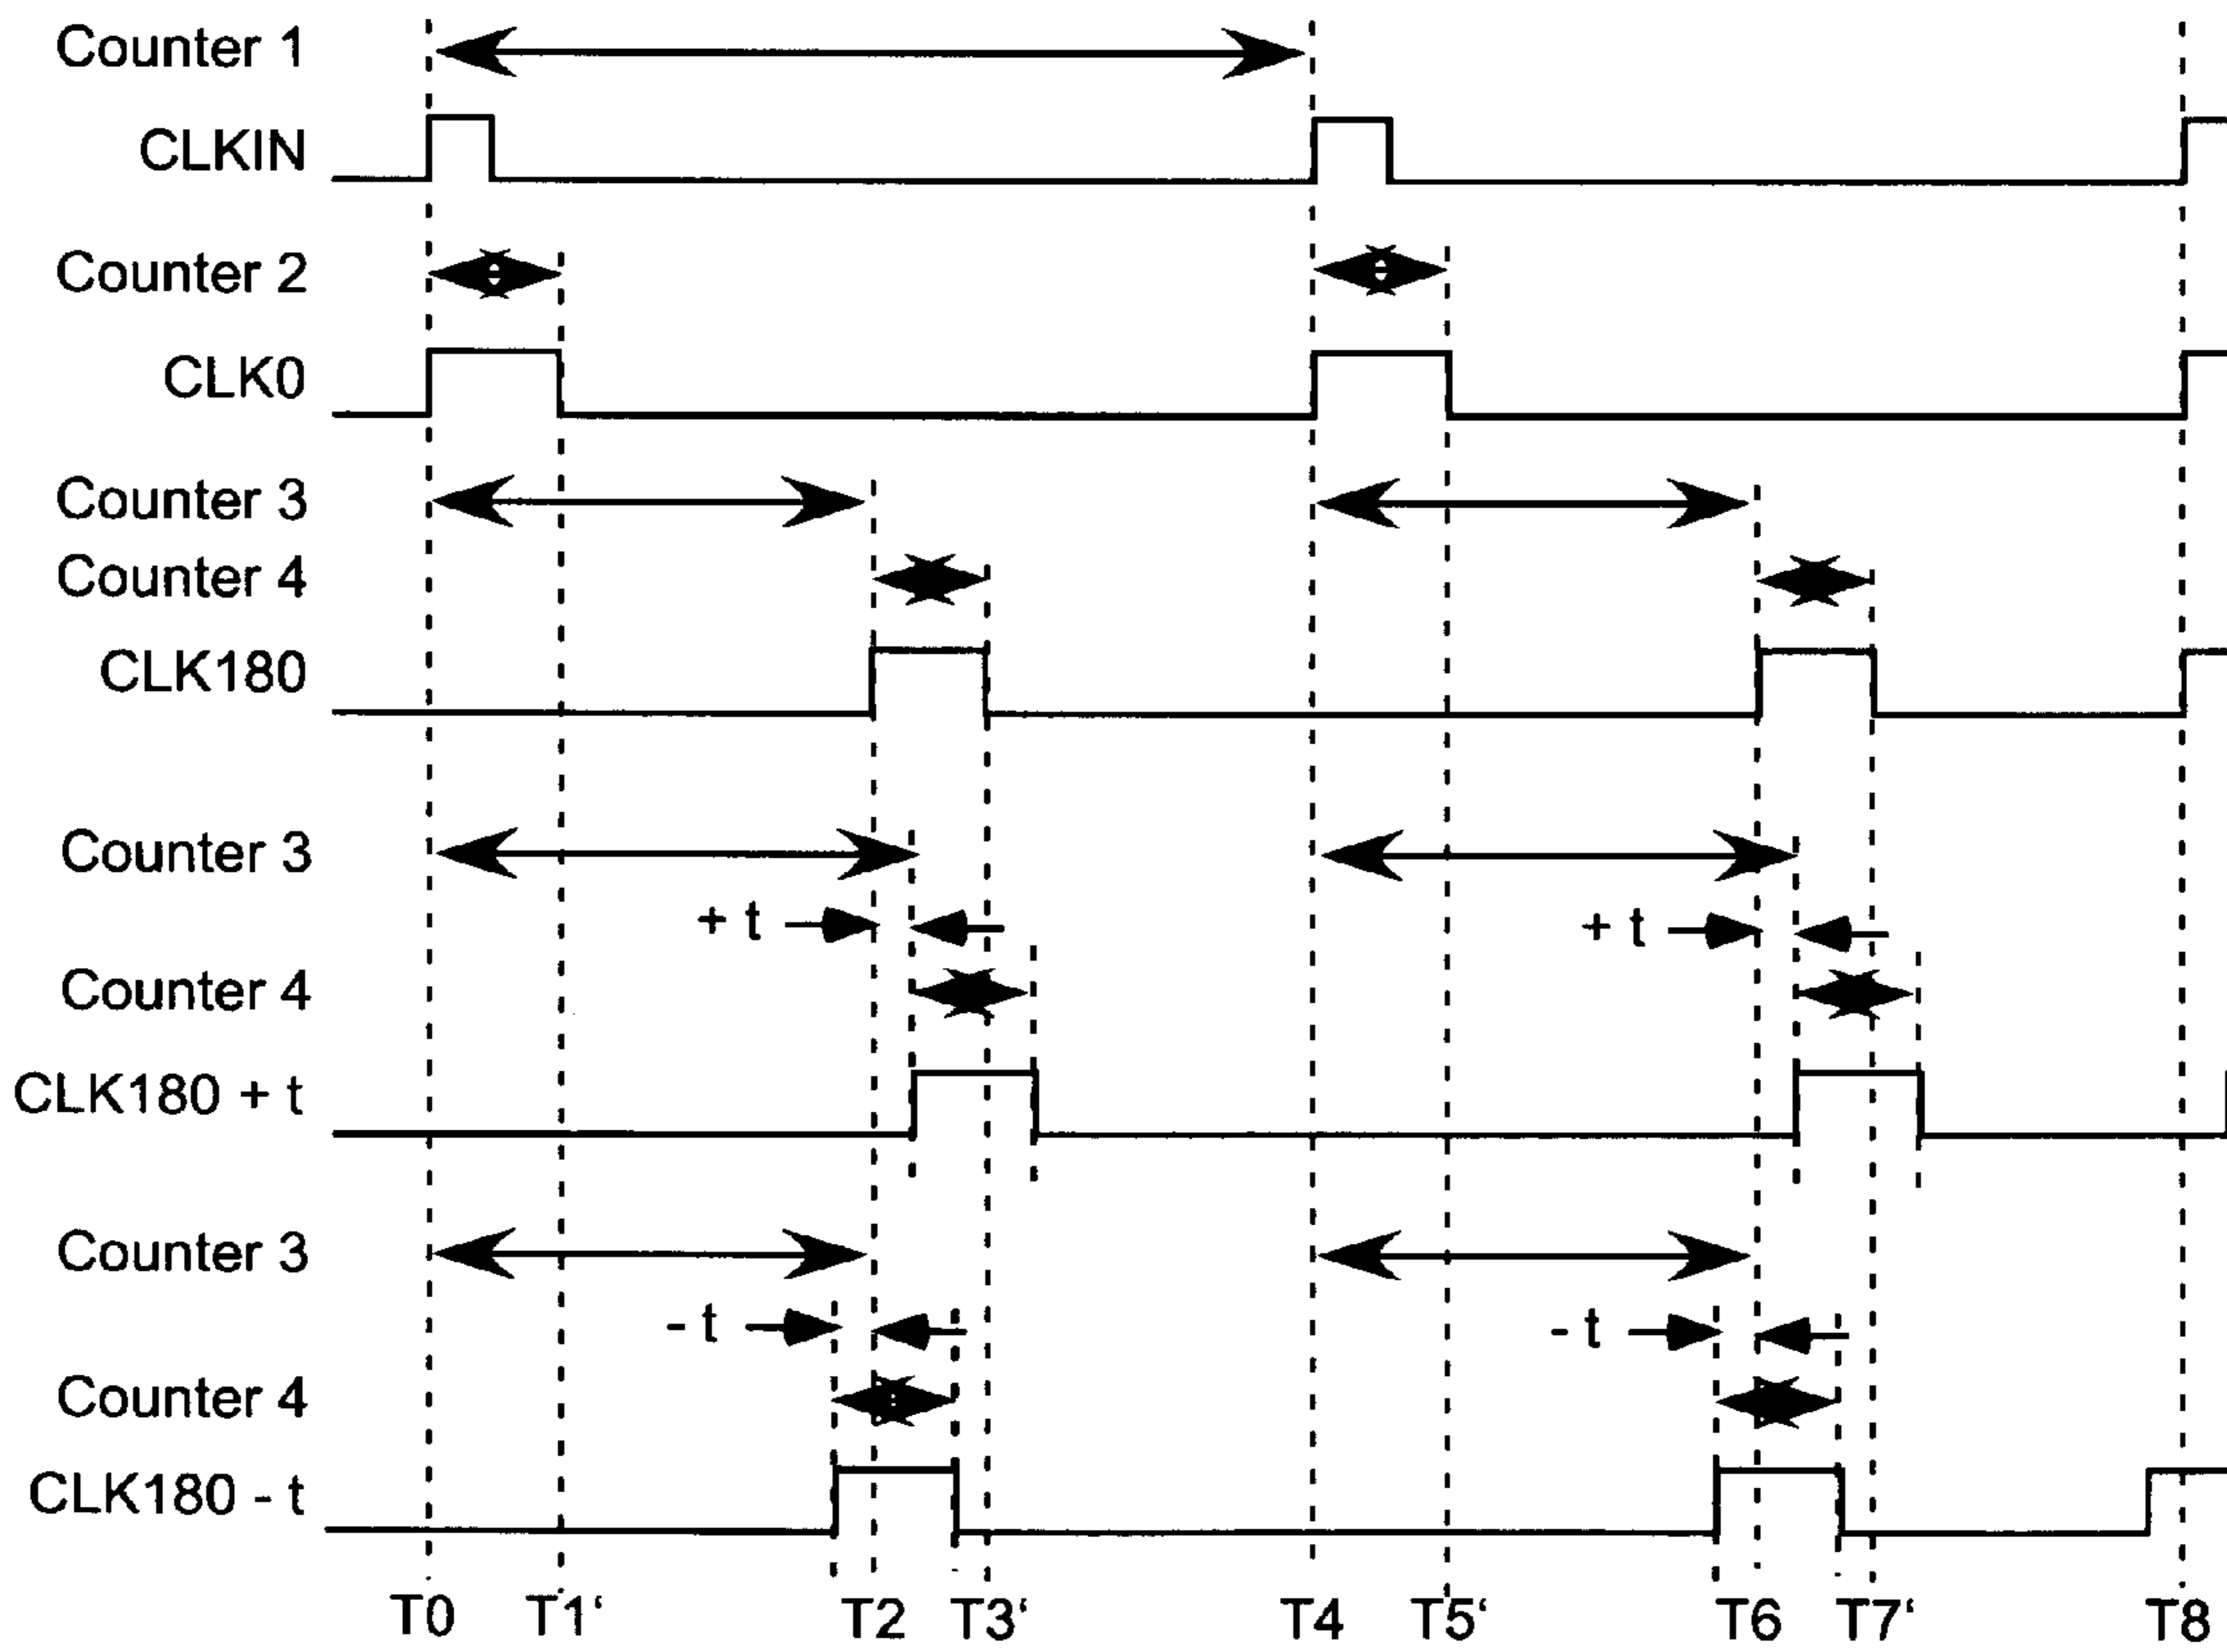 Counter 1
CLKIN
Counter 2
CLK0
Counter 3
Counter 4
CLK180
Counter 3
+ t + t
Counter 4
CLK180 + t
Counter 3
- t - t
Counter 4
CLK180 - t
T0 T1‘ T2 T3‘ T4 T5‘ T6 T7‘ T8